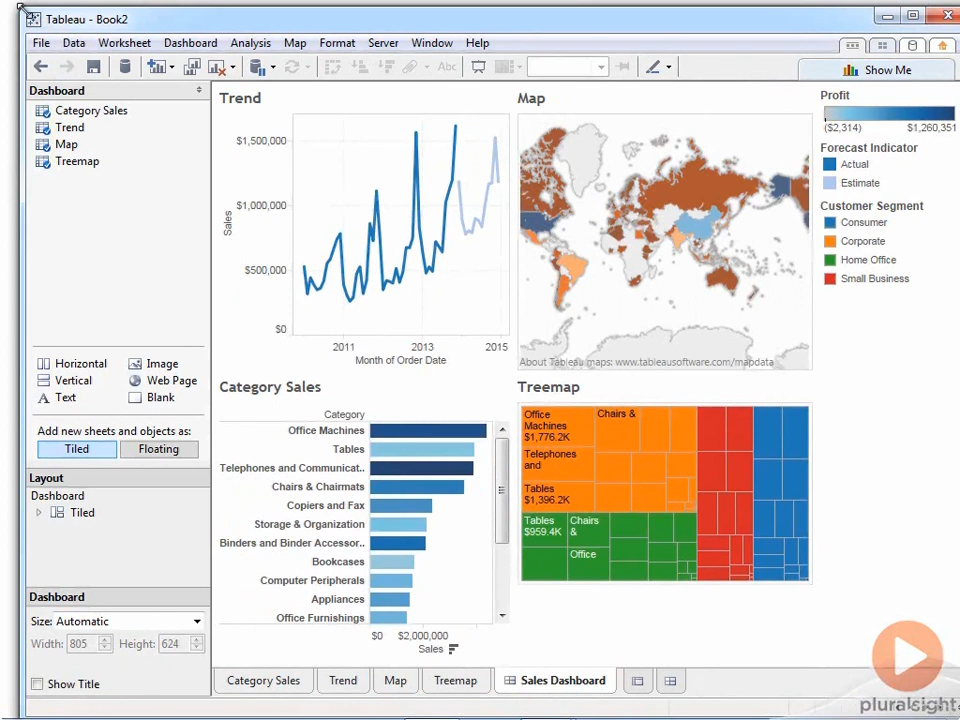 Tableau - Book2
File Data Worksheet Dashboard Analysis Map Format Server Window Help
Abc
Show Me
Dashboard
Category Sales
Trend
Map
Treemap
Horizontal Image
Vertical Web Page
A Text Blank
Add new sheets and objects as:
Tiled Floating
Layout
Dashboard
Tiled
Dashboard
Size: Automatic
Width: 805 Height: 624
Show Title
Trend
$1,500,000
$1,000,000
$500,000
$0
Sales
2011 2013 2015
Month of Order Date
Map
About Tableau maps: www.tableausoftware.com/mapdata
Profit
($2,314) $1,260,351
Forecast Indicator
Actual
Estimate
Customer Segment
Consumer
Corporate
Home Office
Small Business
Category Sales
Category
Office Machines
Tables
Telephones and Communicat..
Chairs & Chairmats
Copiers and Fax
Storage & Organization
Binders and Binder Accessor..
Bookcases
Computer Peripherals
Appliances
Office Furnishings
$0 $2,000,000
Sales
Treemap
Office
Machines
$1,776.2K
Chairs &
Telephones
and
Tables
$1,396.2K
Tables
$959.4K
Chairs
&
Office
Category Sales Trend Map Treemap Sales Dashboard
pluralsight